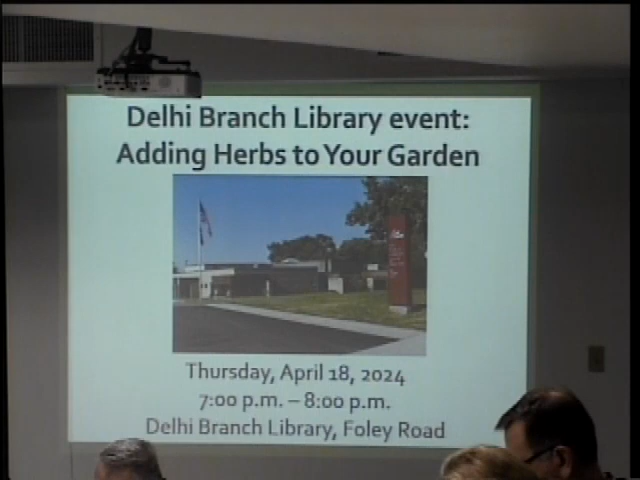 Delhi Branch Library event:
Adding Herbs to Your Garden
Thursday, April 18, 2024
7:00 p.m. – 8:00 p.m.
Delhi Branch Library, Foley Road